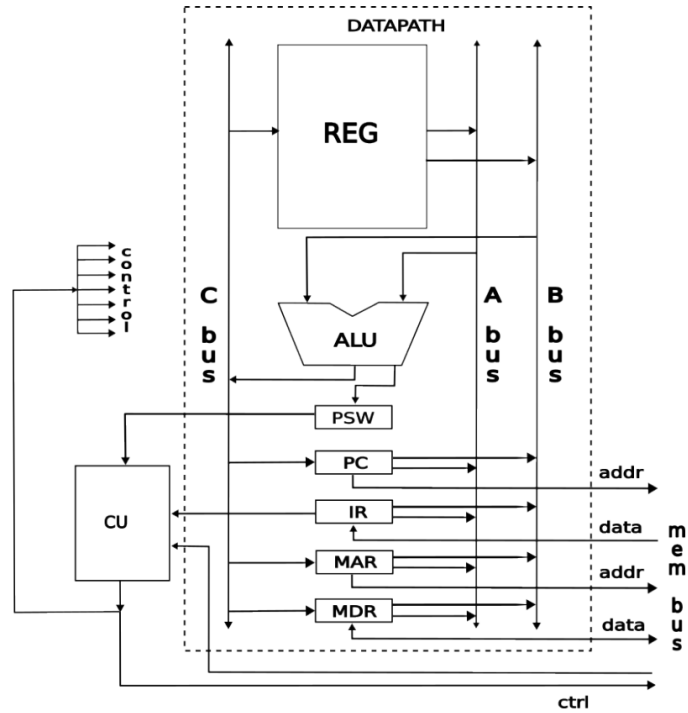 DATAPATH
REG
control
C bus
A bus
B bus
ALU
PSW
PC
addr
CU
IR
data
mem bus
MAR
addr
MDR
data
ctrl